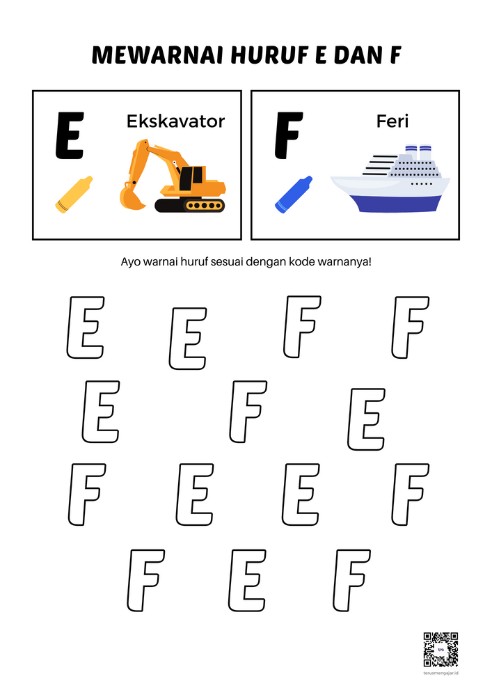 MEWARNAI HURUF E DAN F
E Ekskavator
F Feri
Ayo warnai huruf sesuai dengan kode warnanya!
E E F F
E F E
F E E F
F E F